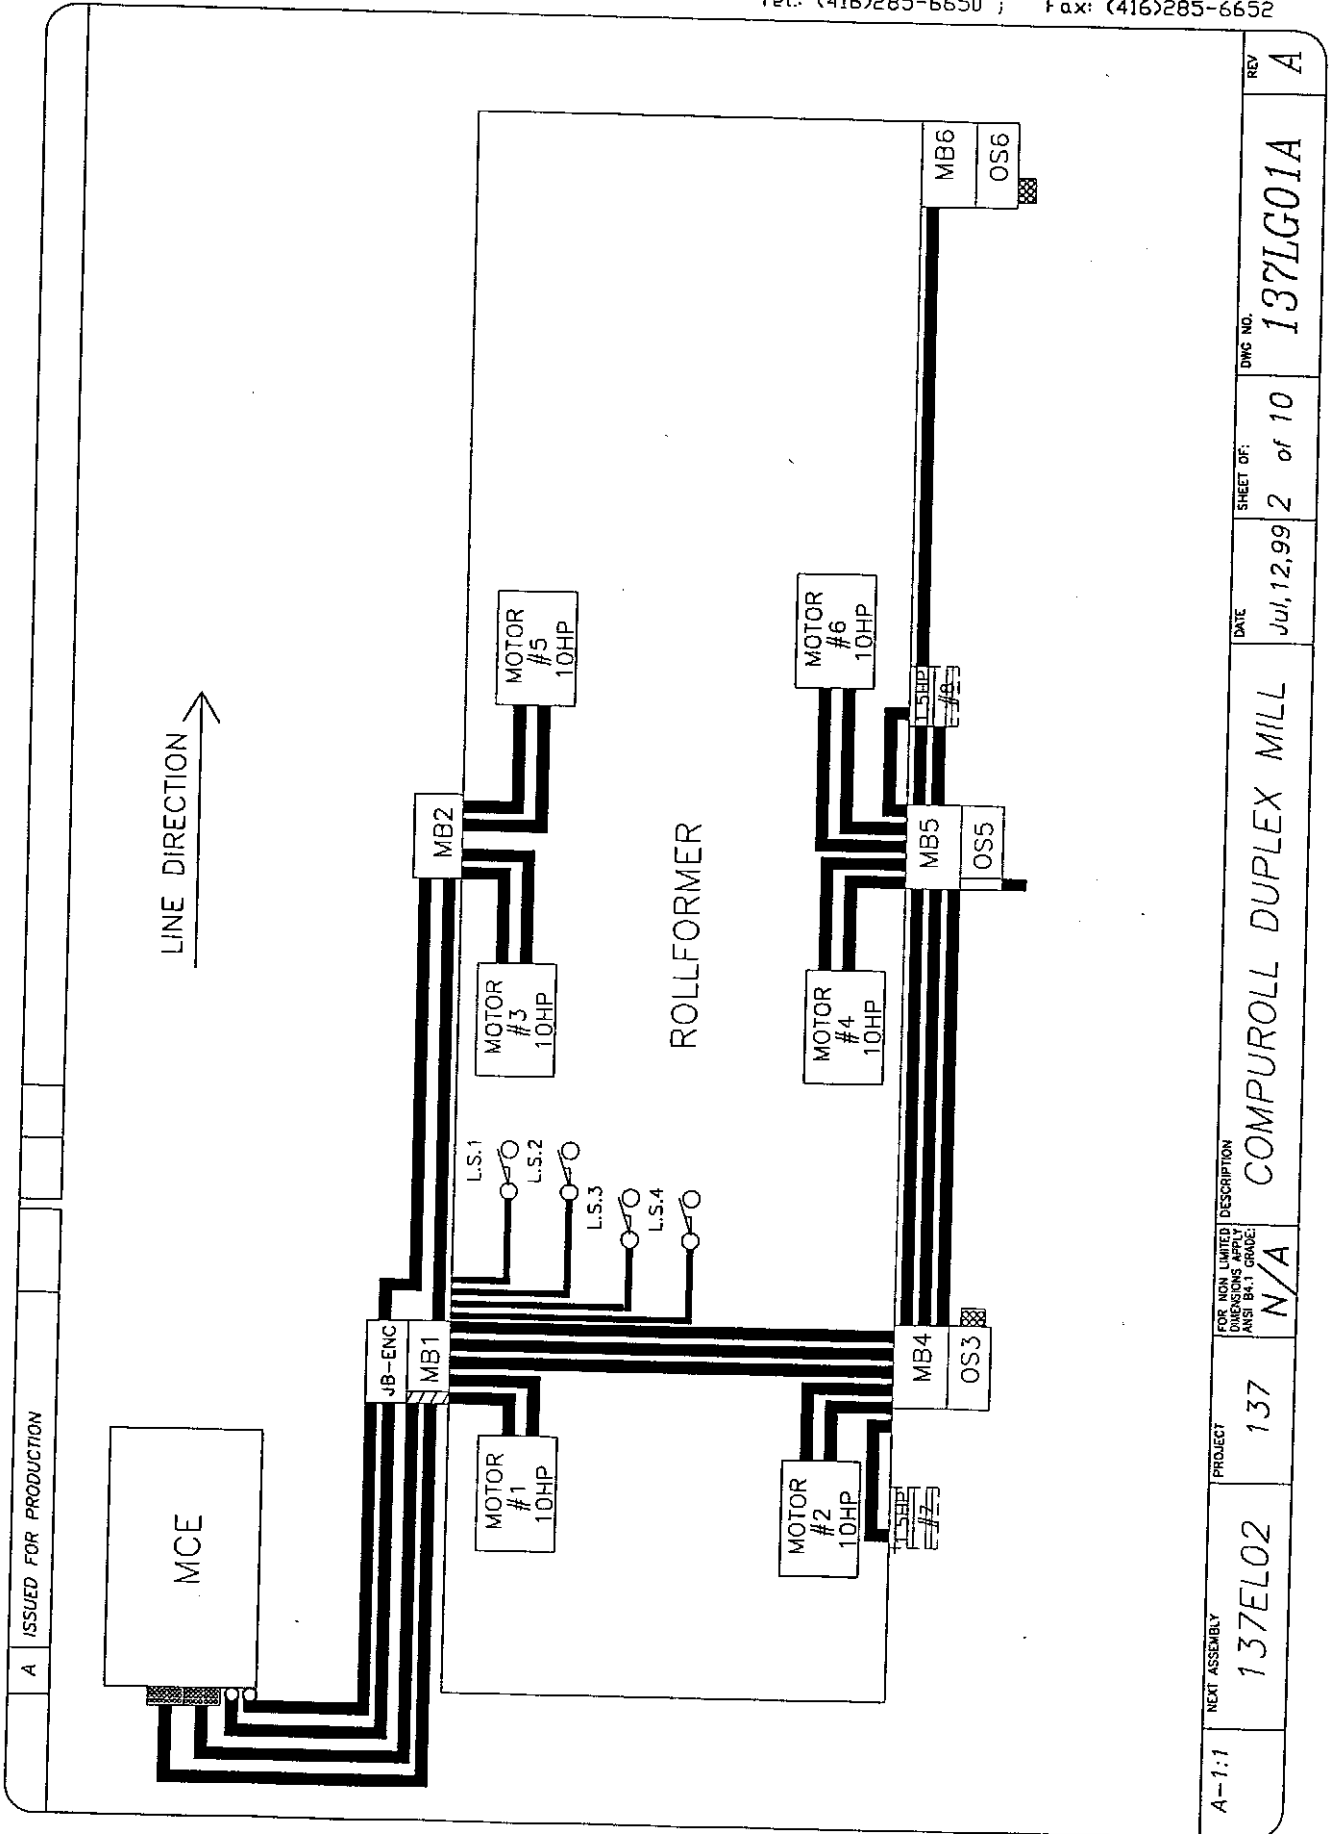 Tel.: (416)285-6650 ; Fax: (416)285-6652
A ISSUED FOR PRODUCTION
MCE
LINE DIRECTION
JB-ENC
MB1
MB2
L.S.1
L.S.2
L.S.3
L.S.4
MOTOR
#1
10HP
MOTOR
#3
10HP
MOTOR
#5
10HP
ROLLFORMER
MOTOR
#2
10HP
MOTOR
#4
10HP
MOTOR
#6
10HP
1.5HP
#7
1.5HP
#8
MB4
OS3
MB5
OS5
MB6
OS6
A-1:1
NEXT ASSEMBLY
137EL02
PROJECT
137
FOR NON LIMITED
DIMENSIONS APPLY
ANSI B4.1 GRADE:
N/A
DESCRIPTION
COMPUROLL DUPLEX MILL
DATE
Jul,12,99
SHEET OF:
2 of 10
DWG NO.
137LG01A
REV
A